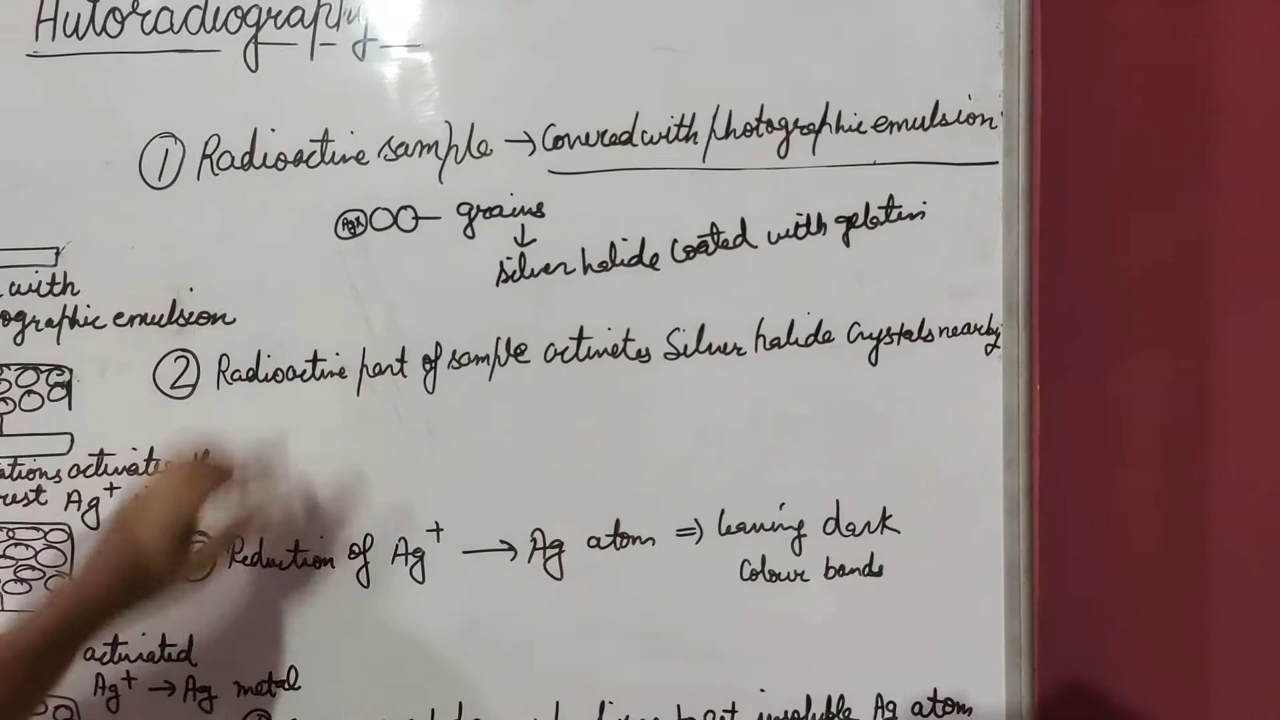 Autoradiography
① Radioactive sample → Covered with photographic emulsion
AgX
grains
↓
Silver halide coated with gelatin
with
ographic emulsion
② Radioactive part of sample activates Silver halide Crystals nearby
ations activate
rest Ag⁺
Reduction of Ag⁺ → Ag atom ⇒ leaving dark
Colour bands
activated
Ag⁺ → Ag metal
insoluble Ag atom